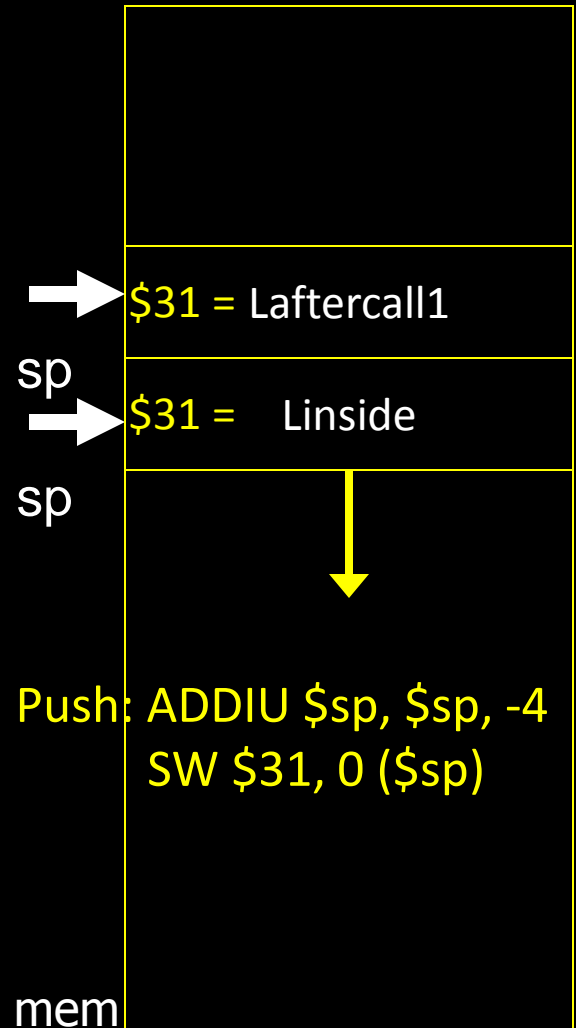 $31 = Laftercall1
sp
$31 = Linside
sp
Push: ADDIU $sp, $sp, -4
SW $31, 0 ($sp)
mem